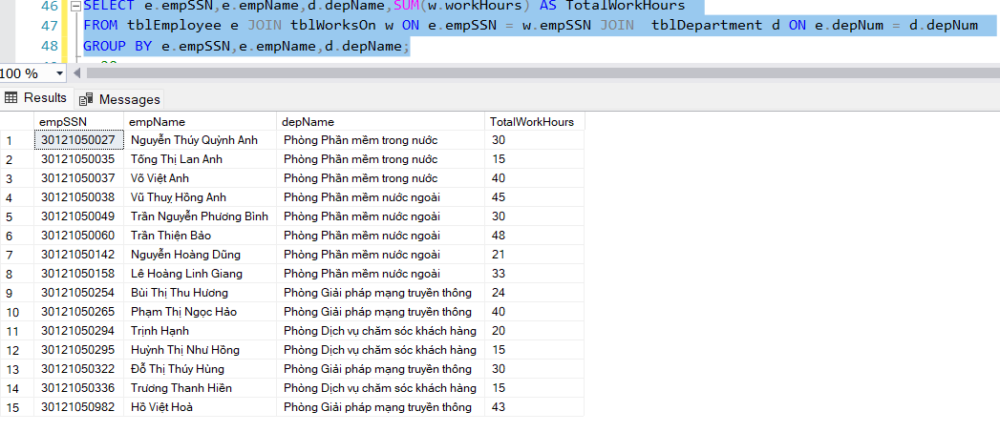 46 SELECT e.empSSN,e.empName,d.depName,SUM(w.workHours) AS TotalWorkHours
47 FROM tblEmployee e JOIN tblWorksOn w ON e.empSSN = w.empSSN JOIN  tblDepartment d ON e.depNum = d.depNum
48 GROUP BY e.empSSN,e.empName,d.depName;
100 %
Results Messages
empSSN empName depName TotalWorkHours
1 30121050027 Nguyễn Thúy Quỳnh Anh Phòng Phần mềm trong nước 30
2 30121050035 Tống Thị Lan Anh Phòng Phần mềm trong nước 15
3 30121050037 Võ Việt Anh Phòng Phần mềm trong nước 40
4 30121050038 Vũ Thuỵ Hồng Anh Phòng Phần mềm nước ngoài 45
5 30121050049 Trần Nguyễn Phương Bình Phòng Phần mềm nước ngoài 30
6 30121050060 Trần Thiện Bảo Phòng Phần mềm nước ngoài 48
7 30121050142 Nguyễn Hoàng Dũng Phòng Phần mềm nước ngoài 21
8 30121050158 Lê Hoàng Linh Giang Phòng Phần mềm nước ngoài 33
9 30121050254 Bùi Thị Thu Hương Phòng Giải pháp mạng truyền thông 24
10 30121050265 Phạm Thị Ngọc Hảo Phòng Giải pháp mạng truyền thông 40
11 30121050294 Trịnh Hạnh Phòng Dịch vụ chăm sóc khách hàng 20
12 30121050295 Huỳnh Thị Như Hồng Phòng Dịch vụ chăm sóc khách hàng 15
13 30121050322 Đỗ Thị Thúy Hùng Phòng Giải pháp mạng truyền thông 30
14 30121050336 Trương Thanh Hiền Phòng Dịch vụ chăm sóc khách hàng 15
15 30121050982 Hồ Việt Hoà Phòng Giải pháp mạng truyền thông 43